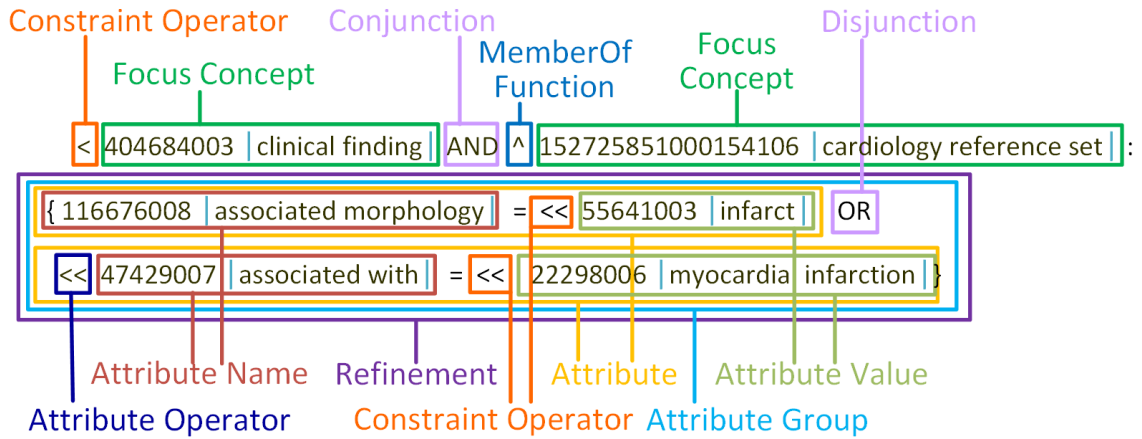 Constraint Operator Conjunction Disjunction
Focus Concept MemberOf Function Focus Concept
< 404684003 |clinical finding| AND ^ 152725851000154106 |cardiology reference set| :
{ 116676008 |associated morphology| = << 55641003 |infarct| OR
<< 47429007 |associated with| = << 22298006 |myocardia infarction| }
Attribute Name Refinement Attribute Attribute Value
Attribute Operator Constraint Operator Attribute Group